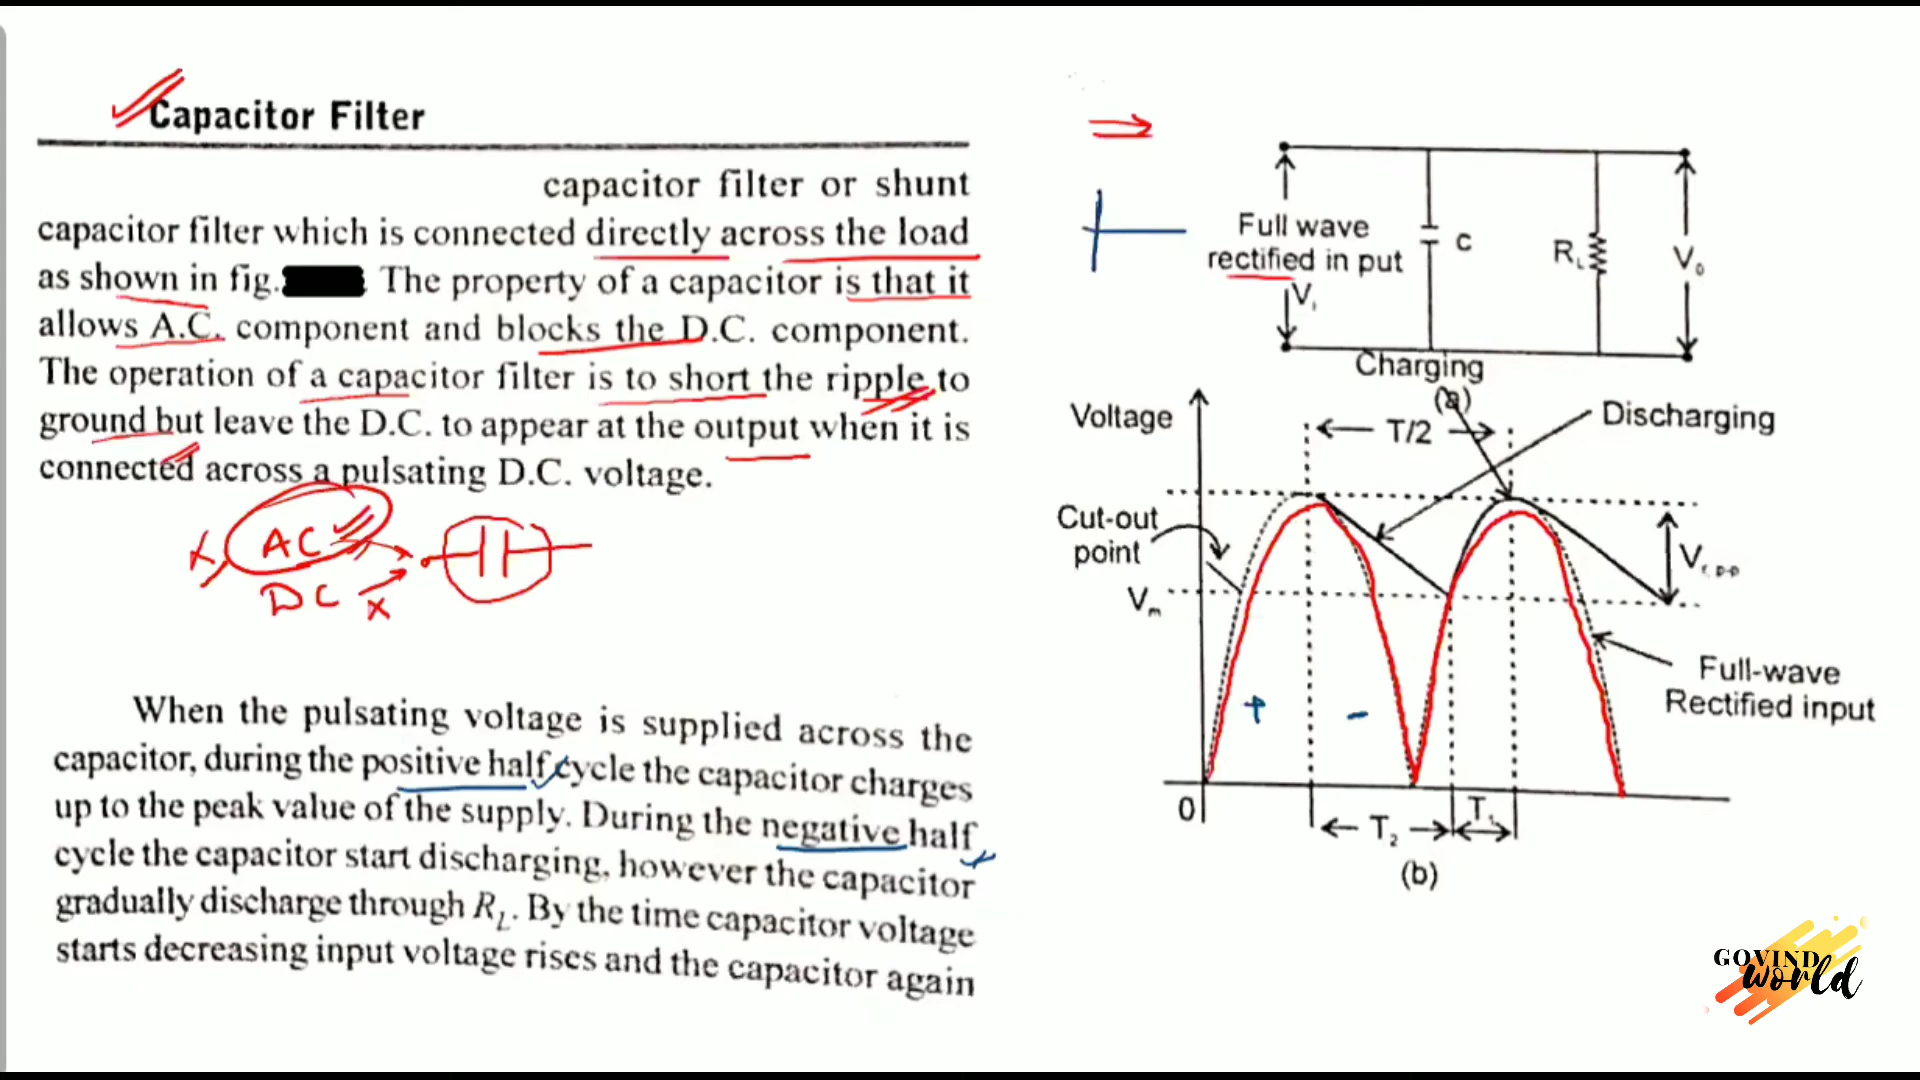 Capacitor Filter
capacitor filter or shunt
capacitor filter which is connected directly across the load
as shown in fig. The property of a capacitor is that it
allows A.C. component and blocks the D.C. component.
The operation of a capacitor filter is to short the ripple to
ground but leave the D.C. to appear at the output when it is
connected across a pulsating D.C. voltage.
AC
DC
X
When the pulsating voltage is supplied across the
capacitor, during the positive half cycle the capacitor charges
up to the peak value of the supply. During the negative half
cycle the capacitor start discharging, however the capacitor
gradually discharge through R_L. By the time capacitor voltage
starts decreasing input voltage rises and the capacitor again
Full wave
rectified in put
V_i
C
R_L
V_o
Charging
(a)
Voltage
T/2
Discharging
Cut-out
point
V_m
V_r, p-p
+
-
Full-wave
Rectified input
0
T_2
T_1
(b)
GOVIND
world